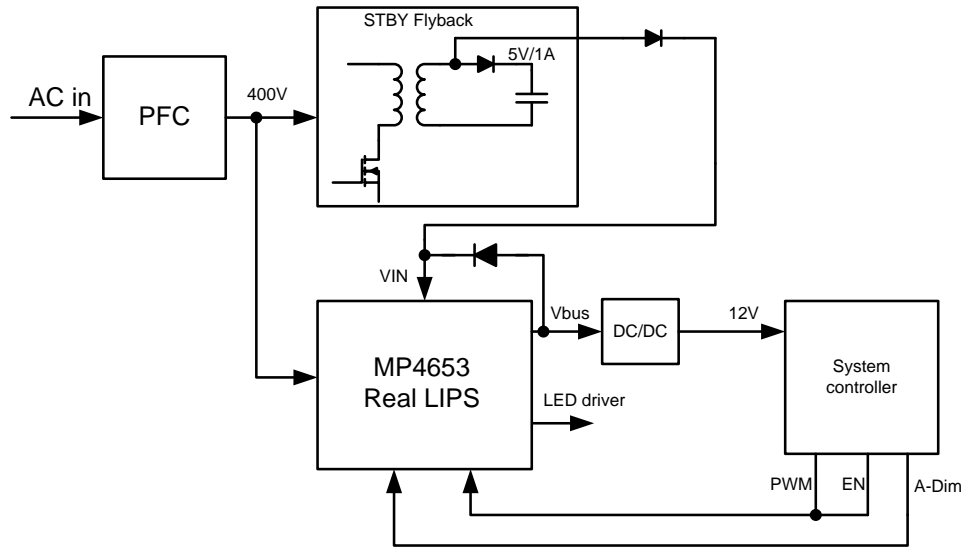 STBY Flyback
5V/1A
AC in
PFC
400V
VIN
Vbus
DC/DC
12V
MP4653
Real LIPS
System
controller
LED driver
PWM
EN
A-Dim